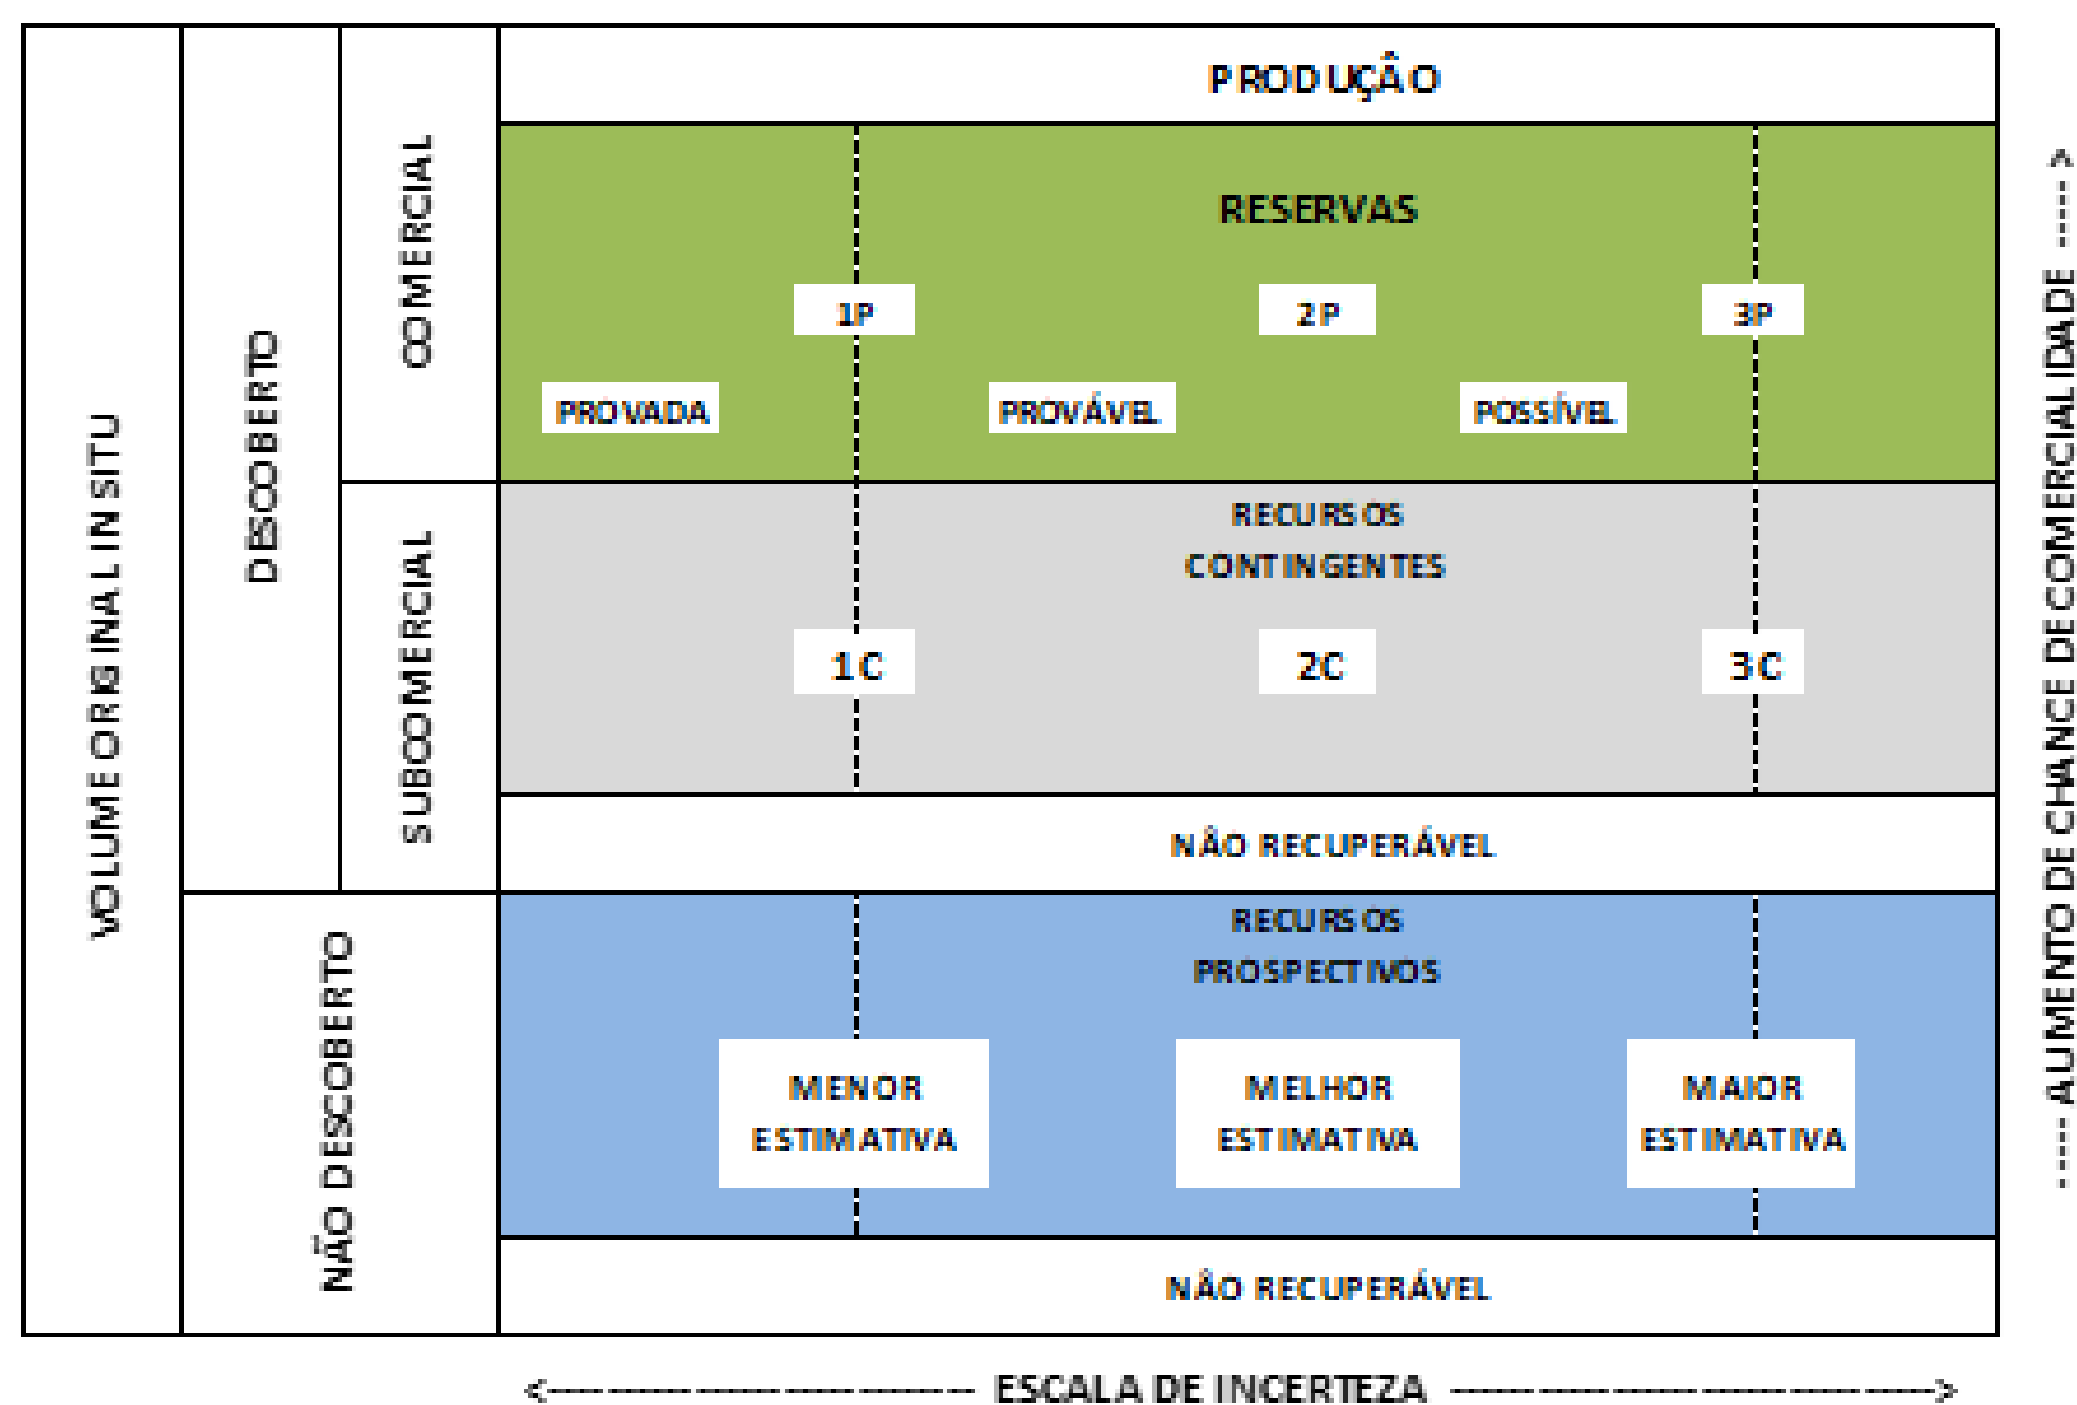 PRODUÇÃO
RESERVAS
1P
2P
3P
PROVADA
PROVÁVEL
POSSÍVEL
RECURSOS
CONTINGENTES
1C
2C
3C
NÃO RECUPERÁVEL
RECURSOS
PROSPECTIVOS
MENOR
ESTIMATIVA
MELHOR
ESTIMATIVA
MAIOR
ESTIMATIVA
NÃO RECUPERÁVEL
VOLUME ORIGINAL IN SITU
DESCOBERTO
NÃO DESCOBERTO
COMERCIAL
SUBCOMERCIAL
<-------- ESCALA DE INCERTEZA -------->
----- AUMENTO DE CHANCE DE COMERCIALIDADE ----->